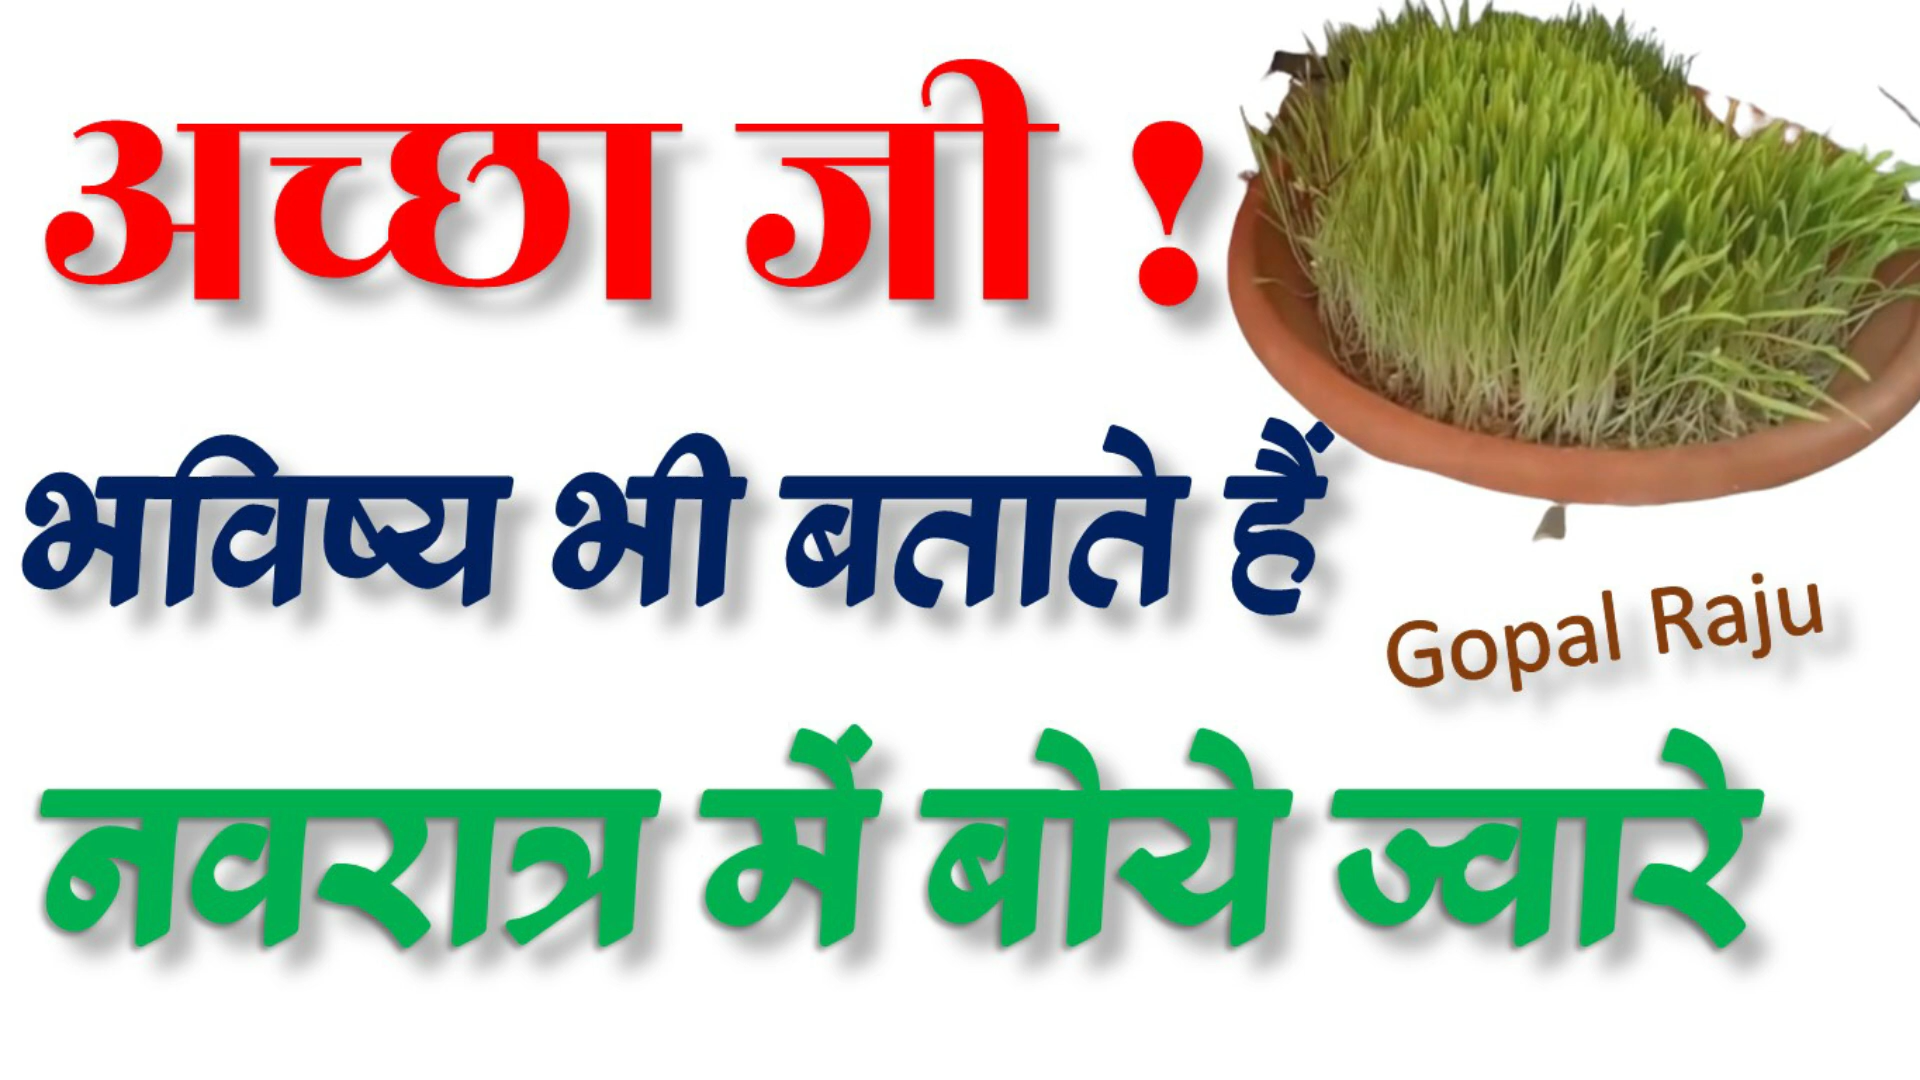 अच्छा जी !
भविष्य भी बताते हैं
Gopal Raju
नवरात्र में बोये ज्वारे